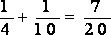 1/4 + 1/10 = 7/20